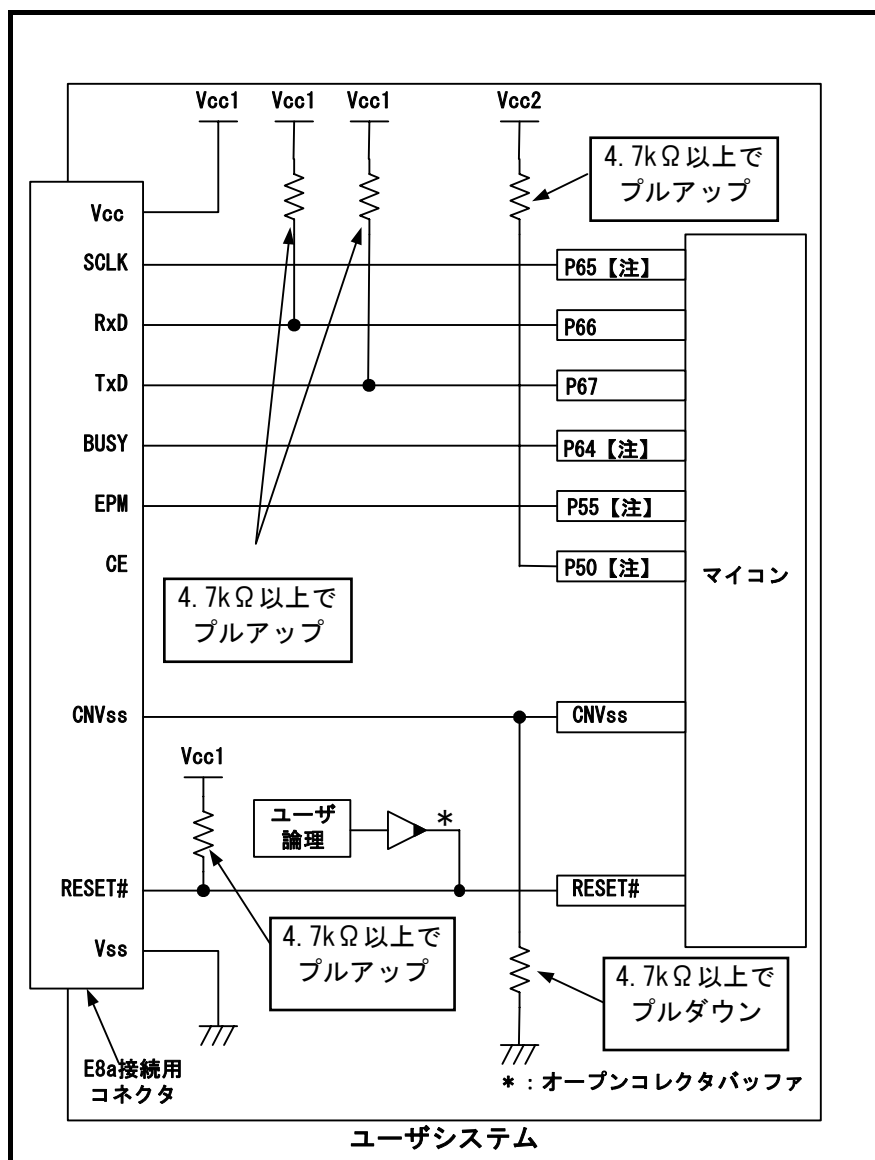 Vcc1 Vcc1 Vcc1 Vcc2
4.7kΩ以上で
プルアップ
Vcc
SCLK
P65【注】
RxD
P66
TxD
P67
BUSY
P64【注】
EPM
P55【注】
CE
P50【注】
マイコン
4.7kΩ以上で
プルアップ
CNVss
CNVss
Vcc1
ユーザ
論理
*
RESET#
RESET#
4.7kΩ以上で
プルアップ
Vss
4.7kΩ以上で
プルダウン
E8a接続用
コネクタ
* :オープンコレクタバッファ
ユーザシステム